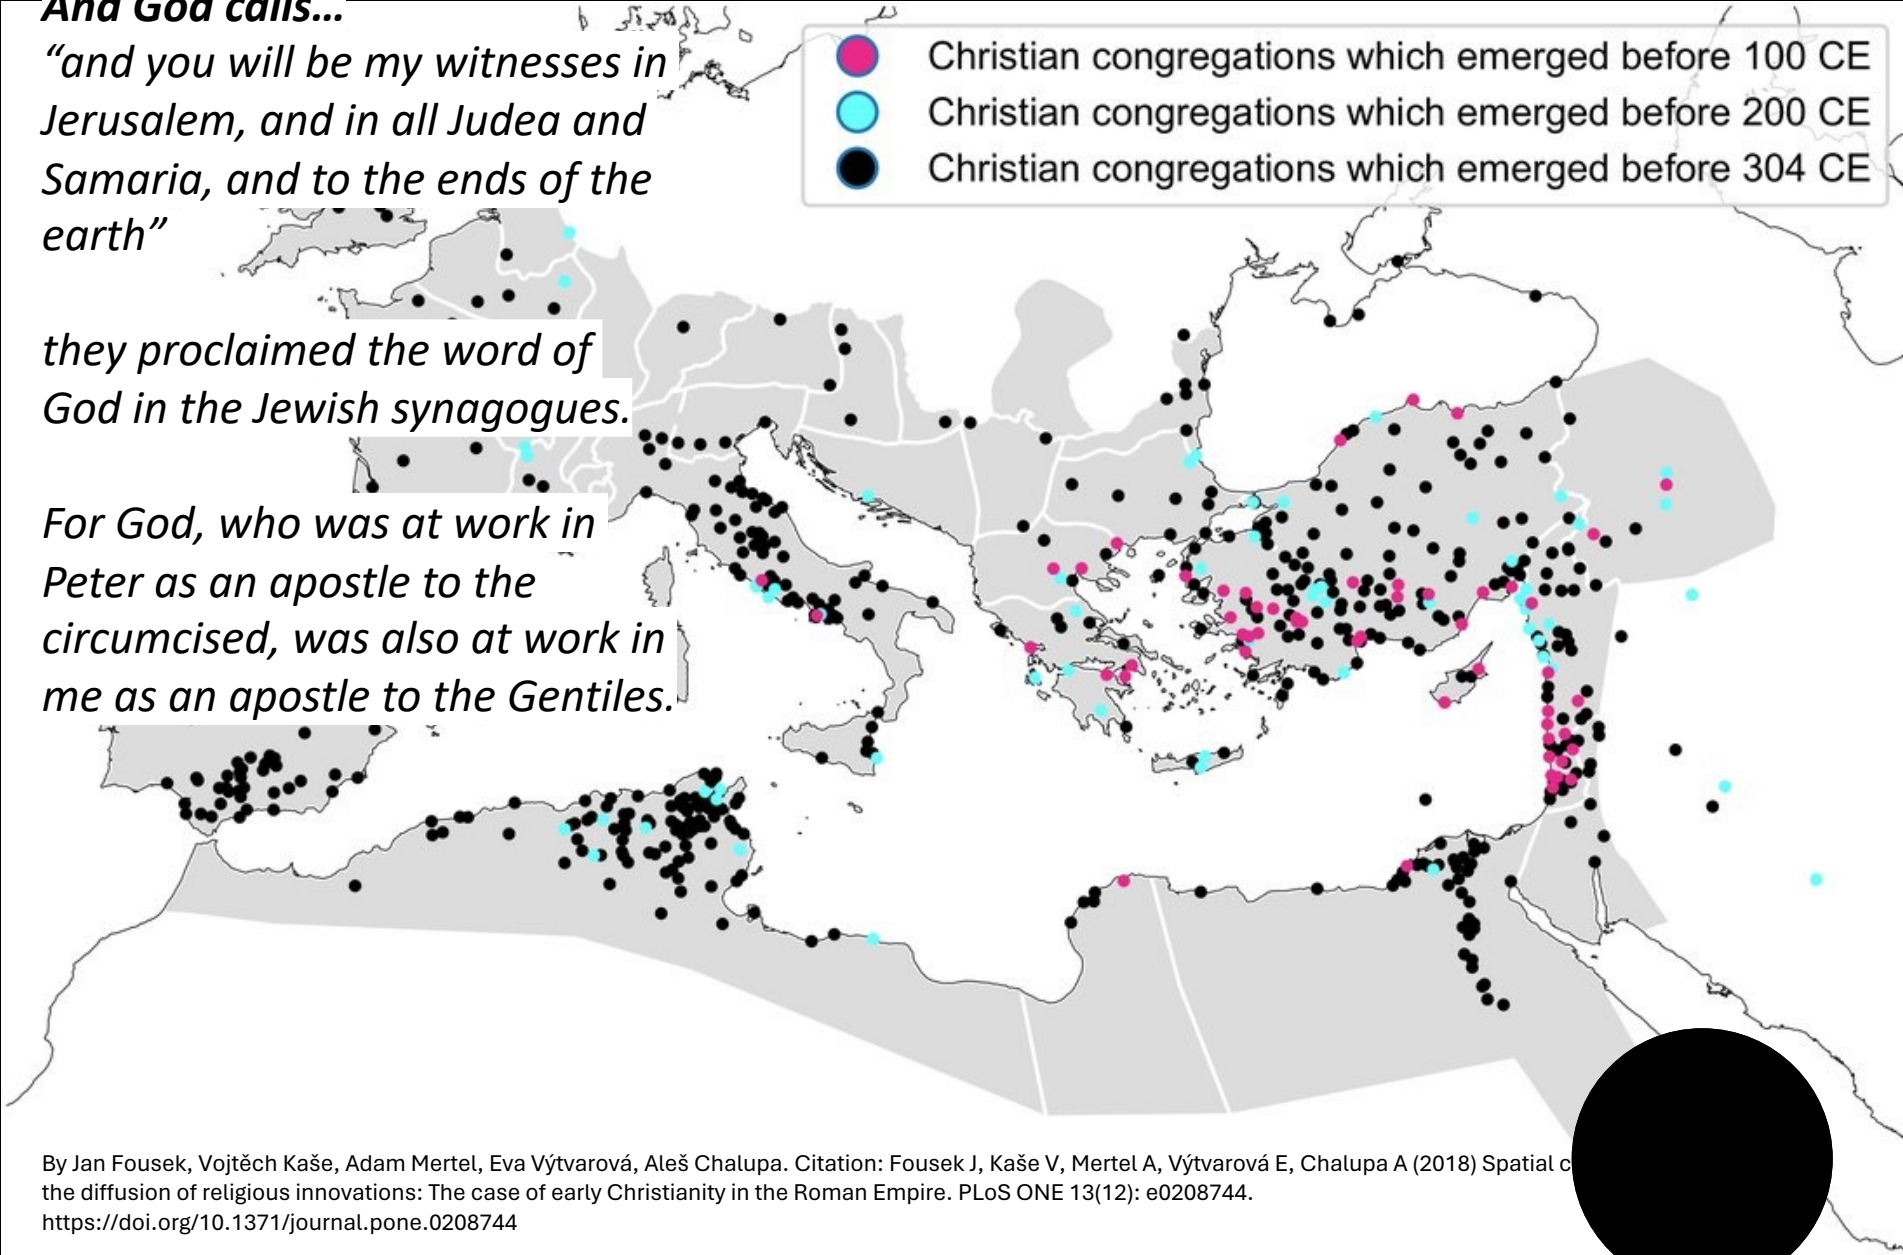 And God calls…
“and you will be my witnesses in
Jerusalem, and in all Judea and
Samaria, and to the ends of the
earth”
they proclaimed the word of
God in the Jewish synagogues.
For God, who was at work in
Peter as an apostle to the
circumcised, was also at work in
me as an apostle to the Gentiles.
Christian congregations which emerged before 100 CE
Christian congregations which emerged before 200 CE
Christian congregations which emerged before 304 CE
By Jan Fousek, Vojtěch Kaše, Adam Mertel, Eva Výtvarová, Aleš Chalupa. Citation: Fousek J, Kaše V, Mertel A, Výtvarová E, Chalupa A (2018) Spatial
the diffusion of religious innovations: The case of early Christianity in the Roman Empire. PLoS ONE 13(12): e0208744.
https://doi.org/10.1371/journal.pone.0208744